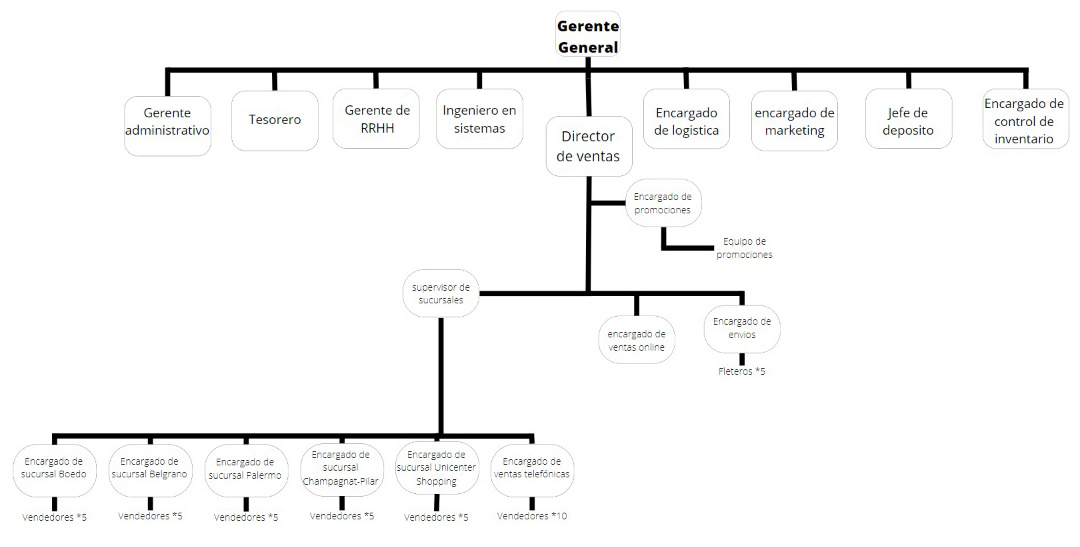 Gerente
General
Gerente
administrativo
Tesorero
Gerente de
RRHH
Ingeniero en
sistemas
Director
de ventas
Encargado
de logistica
encargado de
marketing
Jefe de
deposito
Encargado de
control de
inventario
Encargado de
promociones
Equipo de
promociones
supervisor de
sucursales
encargado de
ventas online
Encargado de
envios
Fleteros *5
Encargado de
sucursal Boedo
Vendedores *5
Encargado de
sucursal Belgrano
Vendedores *5
Encargado de
sucursal Palermo
Vendedores *5
Encargado de
sucursal
Champagnat-Pilar
Vendedores *5
Encargado de
sucursal Unicenter
Shopping
Vendedores *5
Encargado de
ventas telefónicas
Vendedores *10